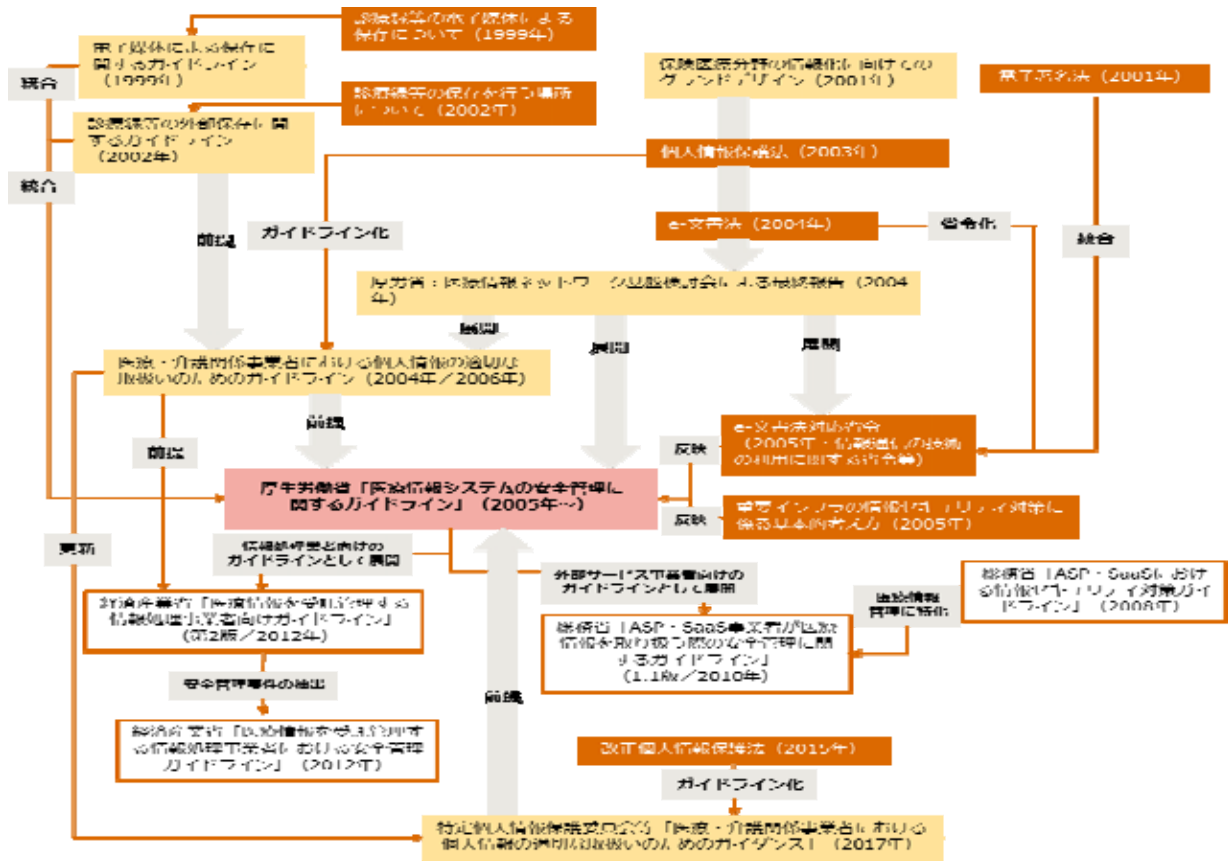 診療録等の電子媒体による
保存について（1999年）
電子媒体による保存に
関するガイドライン
（1999年）
統合
保険医療分野の情報化に向けての
グランドデザイン（2001年）
電子署名法（2001年）
診療録等の保存を行う場所
について（2002年）
診療録等の外部保存に関
するガイドライン
（2002年）
個人情報保護法（2003年）
統合
前提
ガイドライン化
e-文書法（2004年）
省令化
統合
厚労省：医療情報ネットワーク基盤検討会による最終報告（2004
年）
展開
展開
展開
医療・介護関係事業者における個人情報の適切な
取扱いのためのガイドライン（2004年／2006年）
前提
前提
反映
e-文書法対応省令
（2005年・情報通信の技術
の利用に関する省令等）
厚生労働省「医療情報システムの安全管理に
関するガイドライン」（2005年～）
反映
重要インフラの情報セキュリティ対策に
係る基本的考え方（2005年）
更新
情報処理業者向けの
ガイドラインとして展開
外部サービス事業者向けの
ガイドラインとして展開
医療情報
管理に特化
総務省「ASP・SaaSにおけ
る情報セキュリティ対策ガイ
ドライン」（2008年）
経済産業省「医療情報を受託管理する
情報処理事業者向けガイドライン」
（第2版／2012年）
総務省「ASP・SaaS事業者が医療
情報を取り扱う際の安全管理に関
するガイドライン」
（1.1版／2010年）
安全管理事件の抽出
前提
経済産業省「医療情報を受託管理す
る情報処理事業者における安全管理
ガイドライン」（2012年）
改正個人情報保護法（2015年）
ガイドライン化
特定個人情報保護委員会等「医療・介護関係事業者における
個人情報の適切な取扱いのためのガイダンス」（2017年）